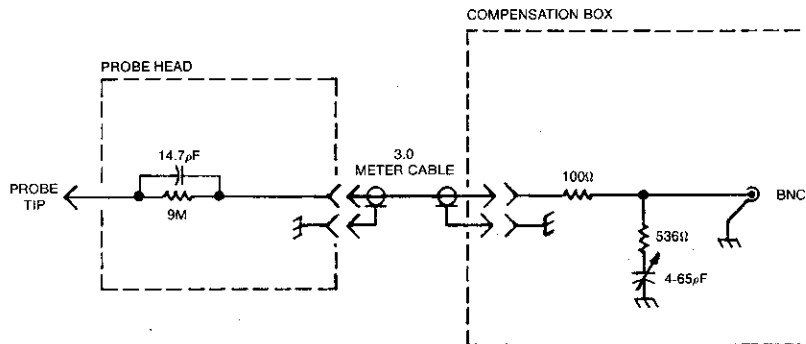 COMPENSATION BOX
PROBE HEAD
14.7pF
9M
PROBE
TIP
3.0
METER CABLE
100Ω
BNC
536Ω
4-65pF